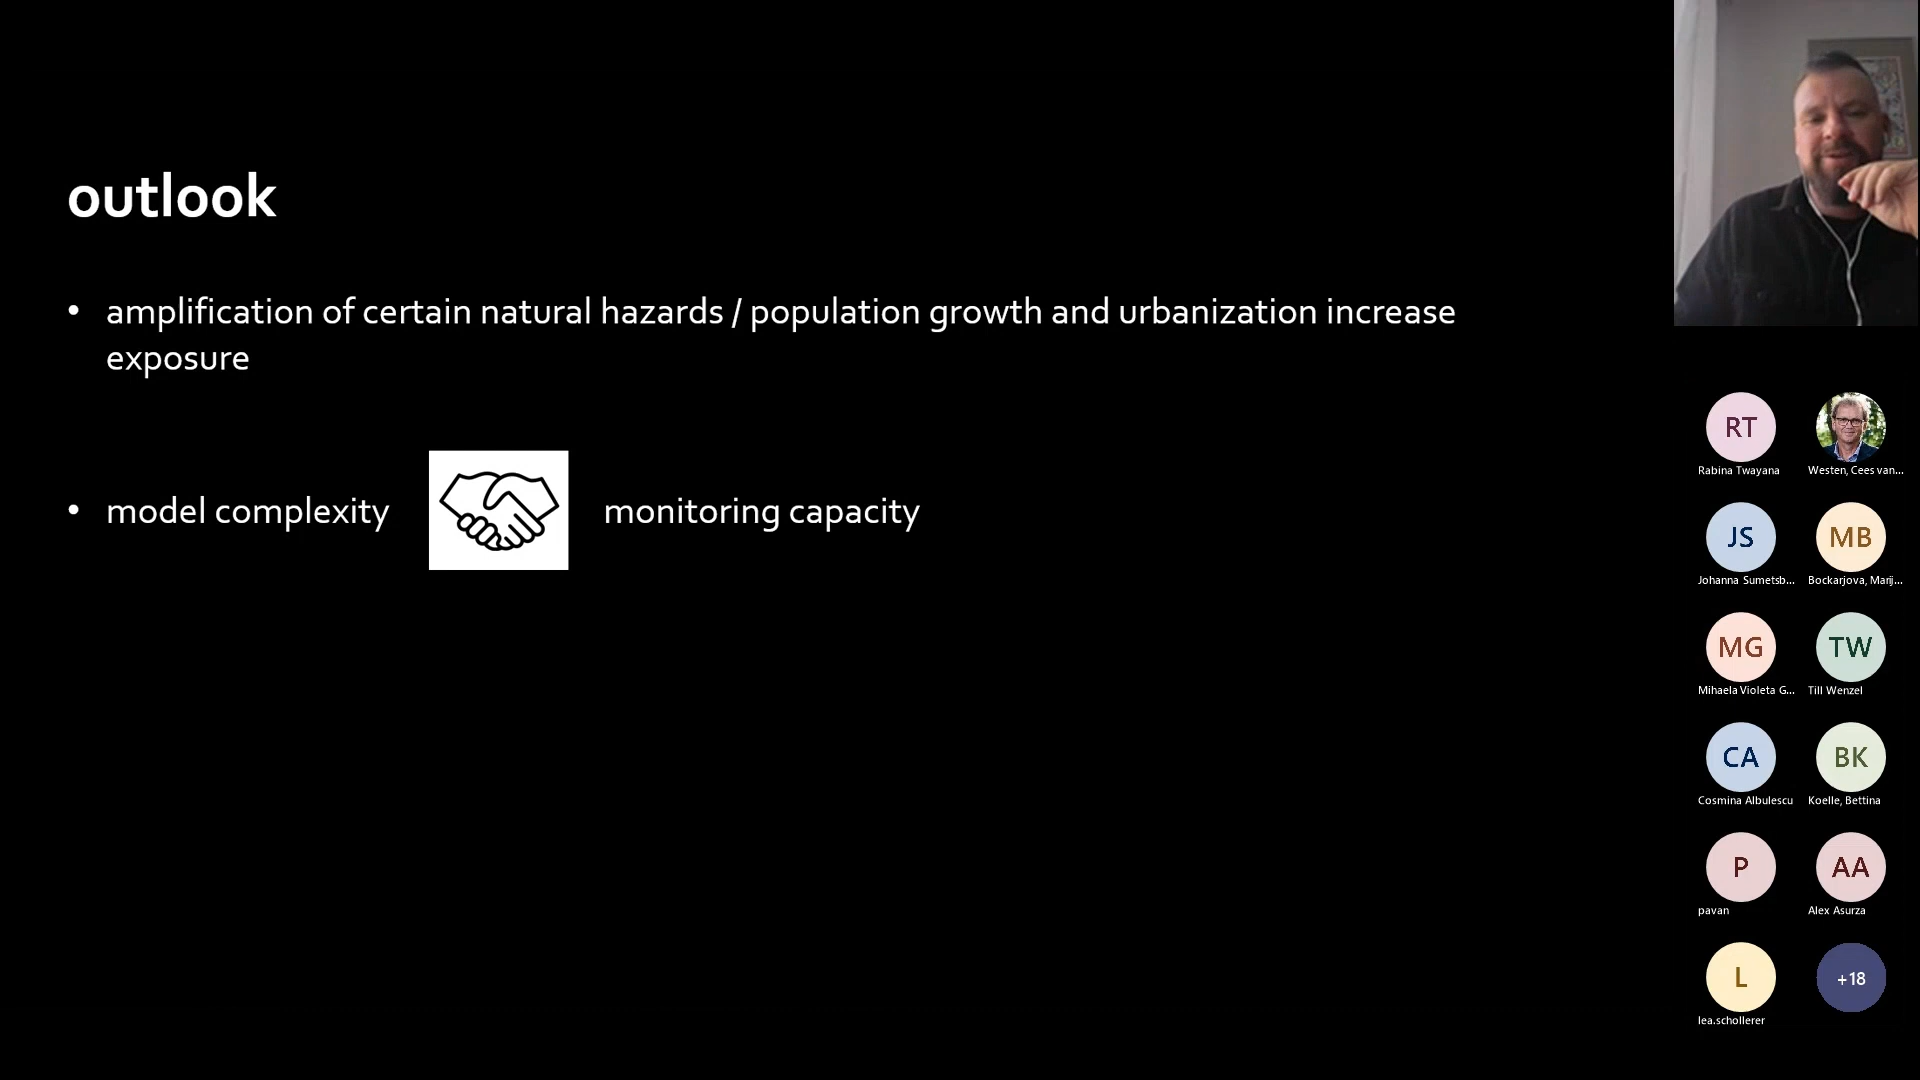 outlook
• amplification of certain natural hazards / population growth and urbanization increase
exposure
• model complexity
monitoring capacity
RT
Rabina Twayana
Westen, Cees van...
JS
Johanna Sumetsb...
MB
Bockarjova, Marij...
MG
Mihaela Violeta G...
TW
Till Wenzel
CA
Cosmina Albulescu
BK
Koelle, Bettina
P
pavan
AA
Alex Asurza
L
lea.schollerer
+18